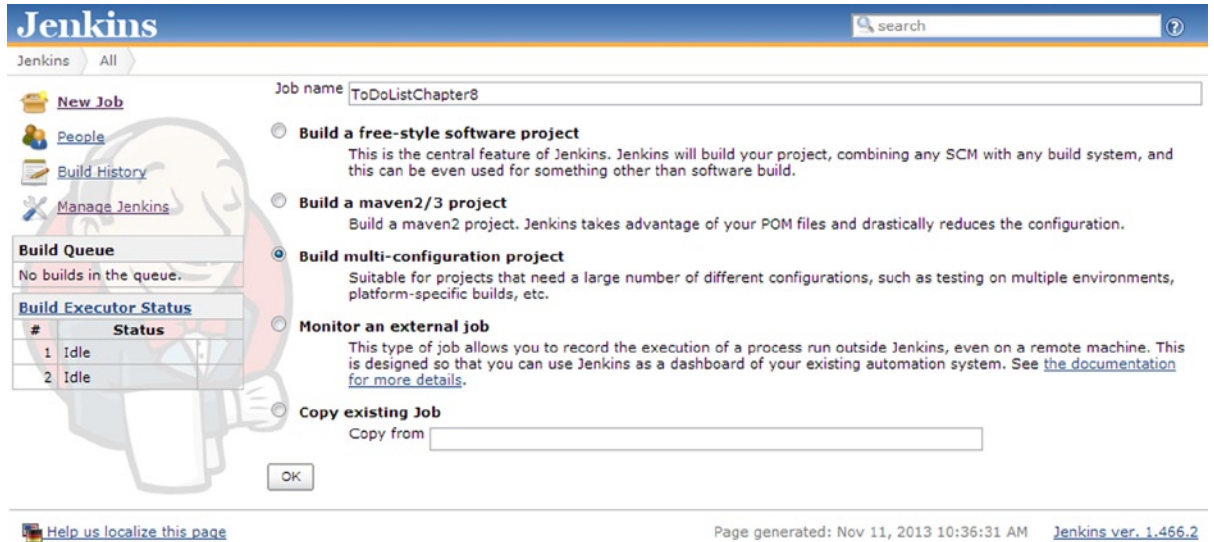 Jenkins
search
Jenkins All
New Job
People
Build History
Manage Jenkins
Build Queue
No builds in the queue.
Build Executor Status
# Status
1 Idle
2 Idle
Job name ToDoListChapter8
Build a free-style software project
This is the central feature of Jenkins. Jenkins will build your project, combining any SCM with any build system, and
this can be even used for something other than software build.
Build a maven2/3 project
Build a maven2 project. Jenkins takes advantage of your POM files and drastically reduces the configuration.
Build multi-configuration project
Suitable for projects that need a large number of different configurations, such as testing on multiple environments,
platform-specific builds, etc.
Monitor an external job
This type of job allows you to record the execution of a process run outside Jenkins, even on a remote machine. This
is designed so that you can use Jenkins as a dashboard of your existing automation system. See the documentation
for more details.
Copy existing Job
Copy from
OK
Help us localize this page
Page generated: Nov 11, 2013 10:36:31 AM Jenkins ver. 1.466.2